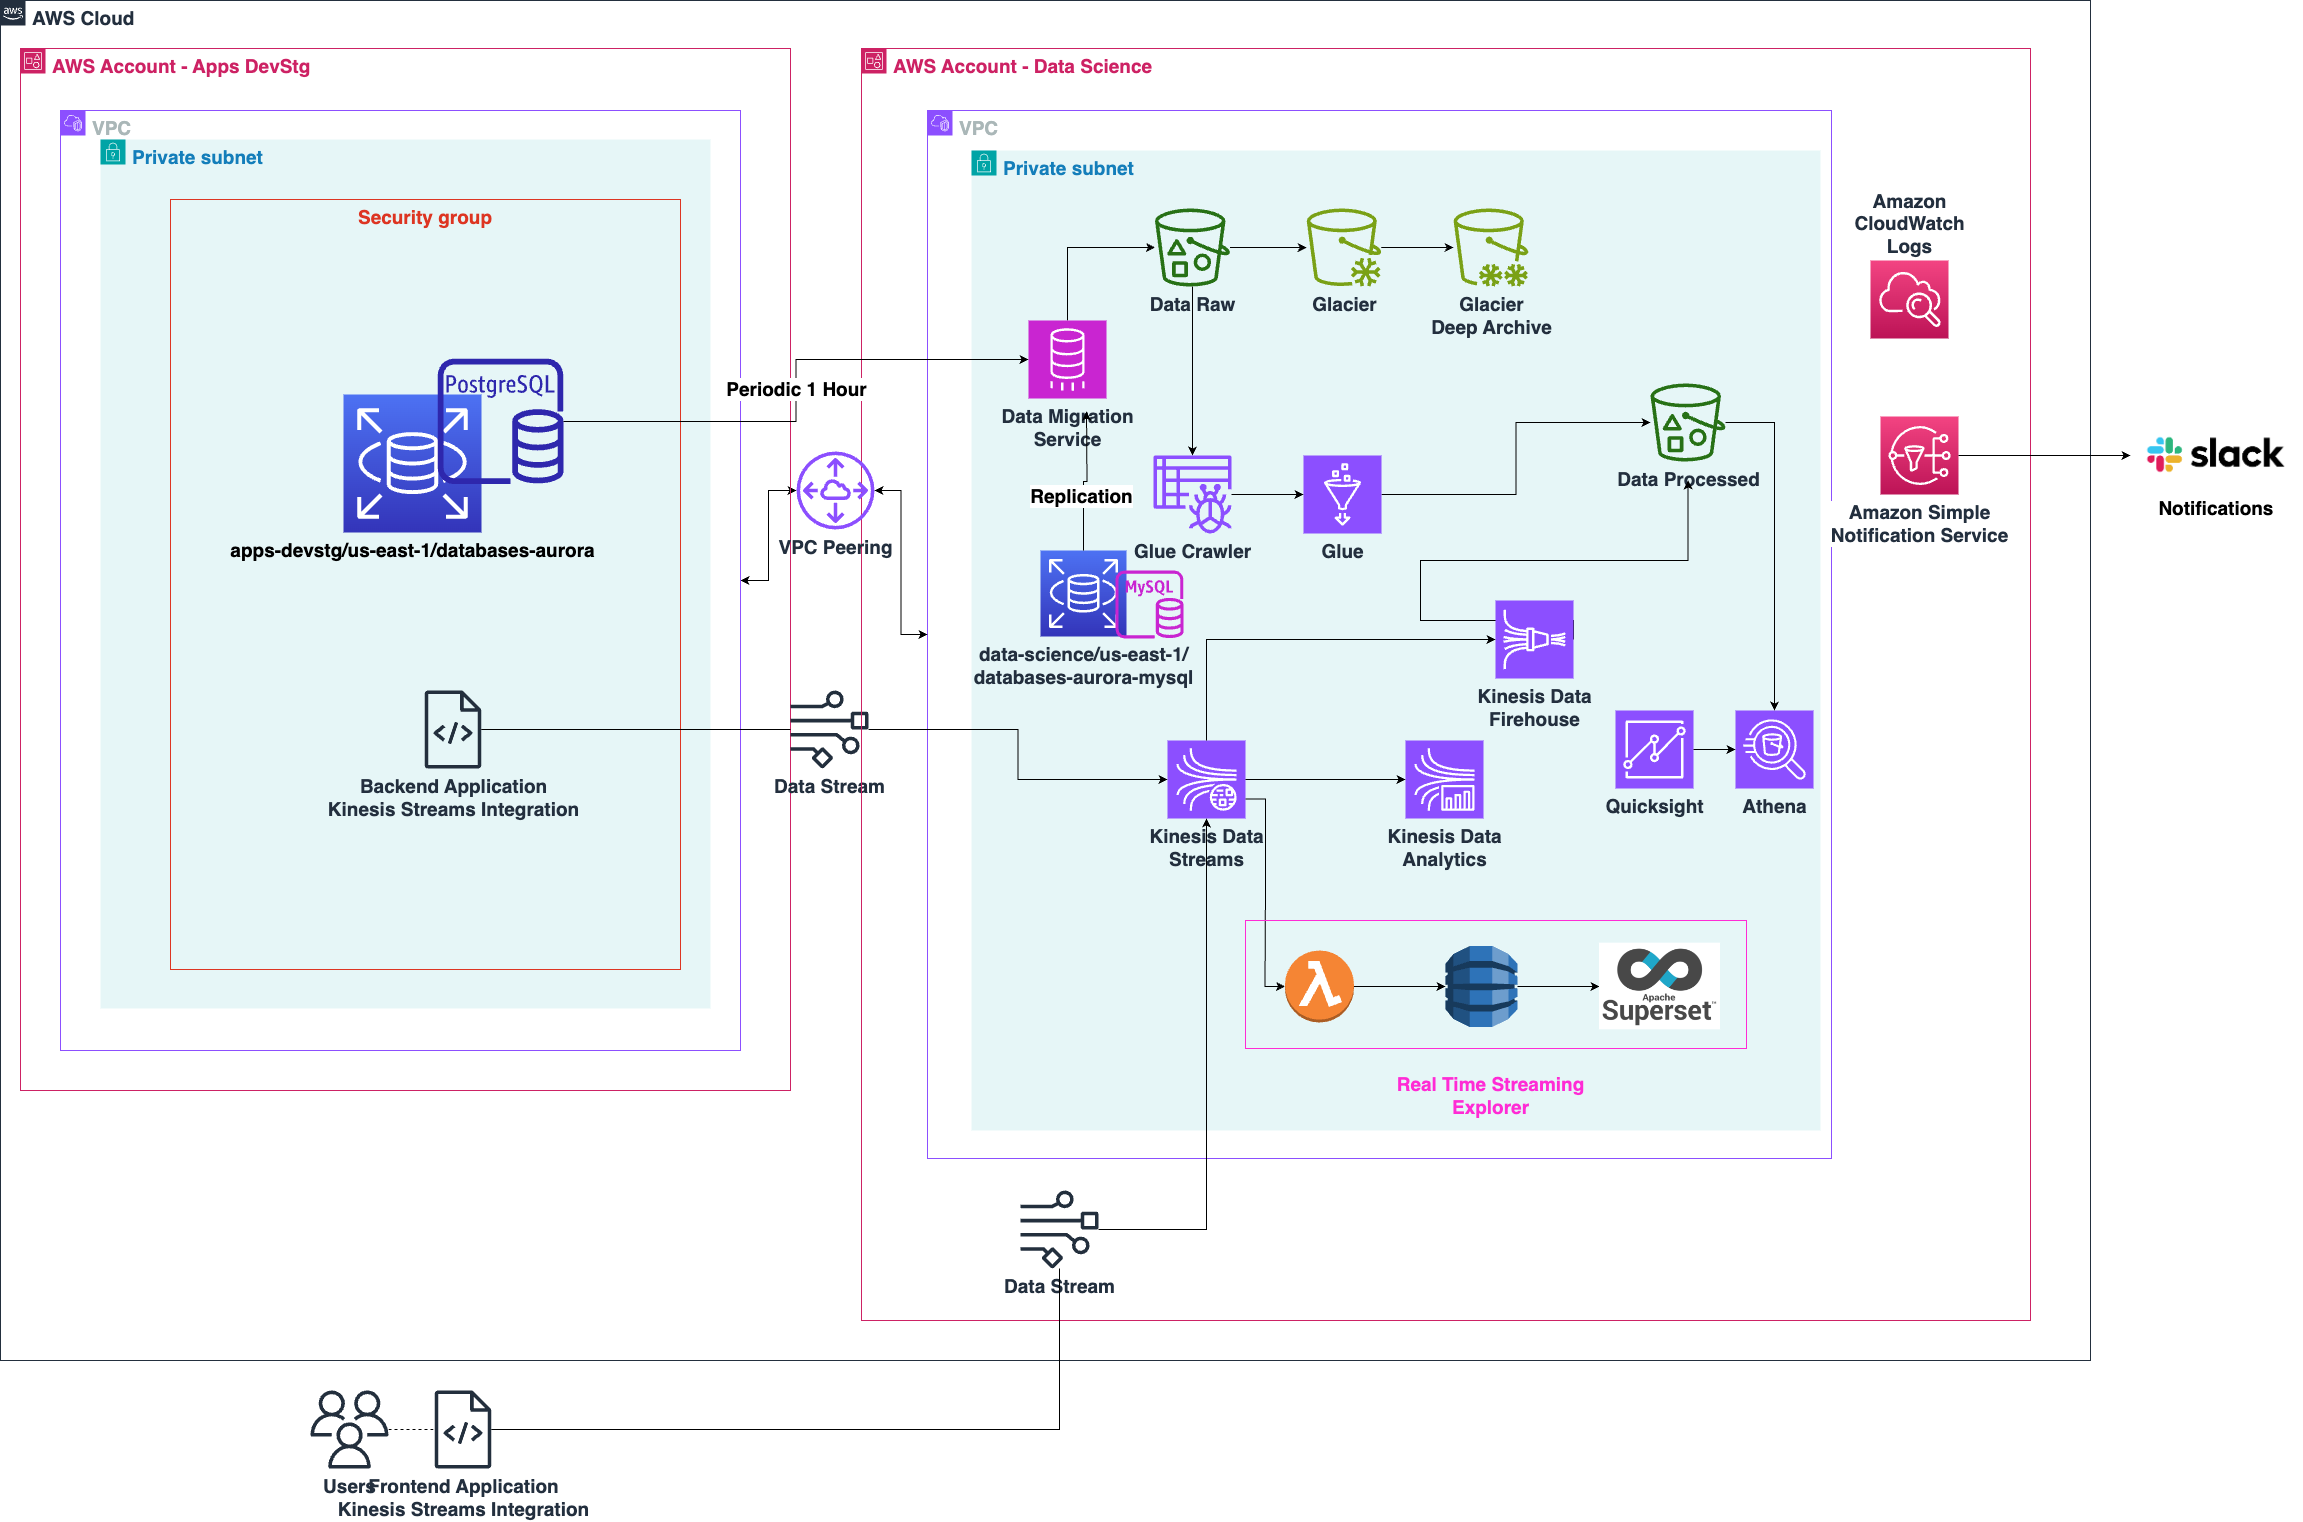 aws
AWS Cloud
AWS Account - Apps DevStg
VPC
Private subnet
Security group
PostgreSQL
apps-devstg/us-east-1/databases-aurora
Backend Application
Kinesis Streams Integration
Periodic 1 Hour
VPC Peering
Data Stream
AWS Account - Data Science
VPC
Private subnet
Data Raw
Glacier
Glacier
Deep Archive
Data Migration
Service
Replication
Glue Crawler
Glue
Data Processed
MySQL
data-science/us-east-1/
databases-aurora-mysql
Kinesis Data
Firehouse
Quicksight
Athena
Kinesis Data
Streams
Kinesis Data
Analytics
Apache
Superset™
Real Time Streaming
Explorer
Data Stream
Amazon
CloudWatch
Logs
Amazon Simple
Notification Service
slack
Notifications
Users
Frontend Application
Kinesis Streams Integration